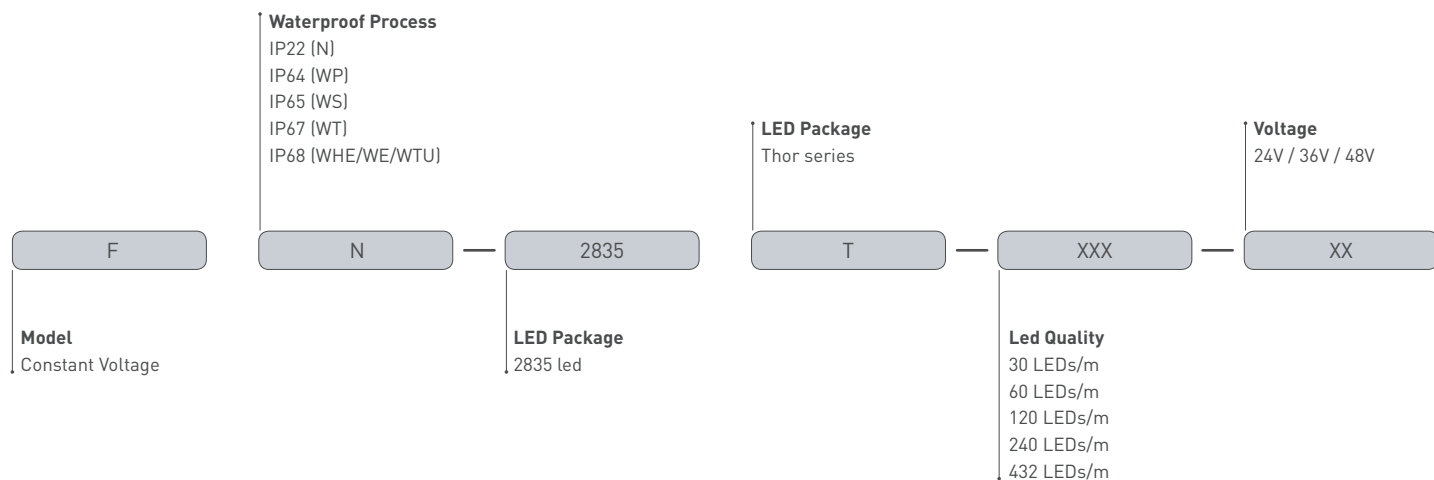 Waterproof Process
IP22 (N)
IP64 (WP)
IP65 (WS)
IP67 (WT)
IP68 (WHE/WE/WTU)
LED Package
Thor series
Voltage
24V / 36V / 48V
F
N
2835
T
XXX
XX
Model
Constant Voltage
LED Package
2835 led
Led Quality
30 LEDs/m
60 LEDs/m
120 LEDs/m
240 LEDs/m
432 LEDs/m